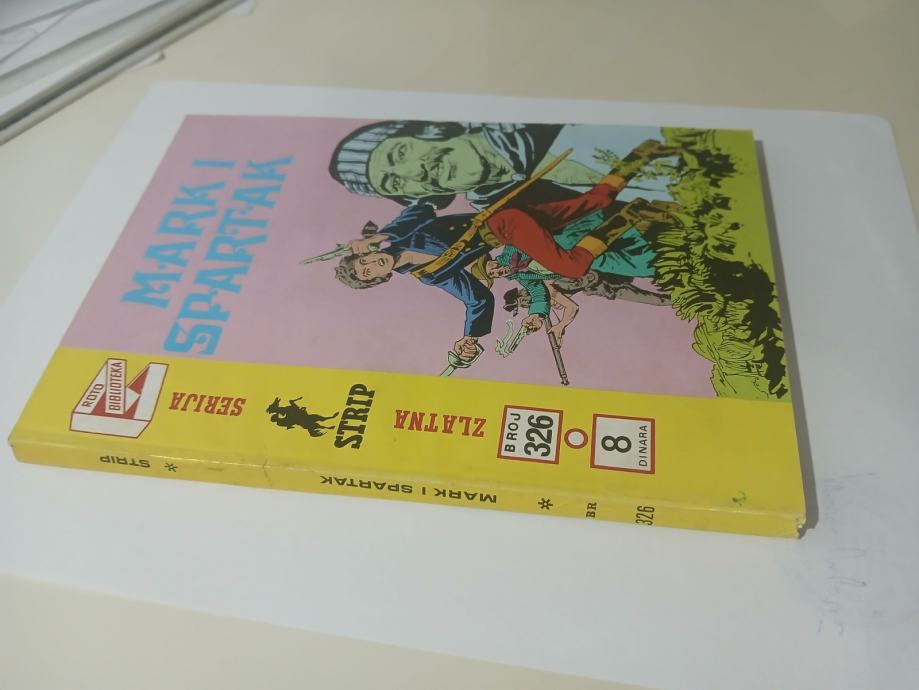 MARK I
SPARTAK
ROTO
BIBLIOTEKA
SERIJA
STRIP
ZLATNA
BROJ
326
8
DINARA
STRIP * MARK I SPARTAK * BR 326